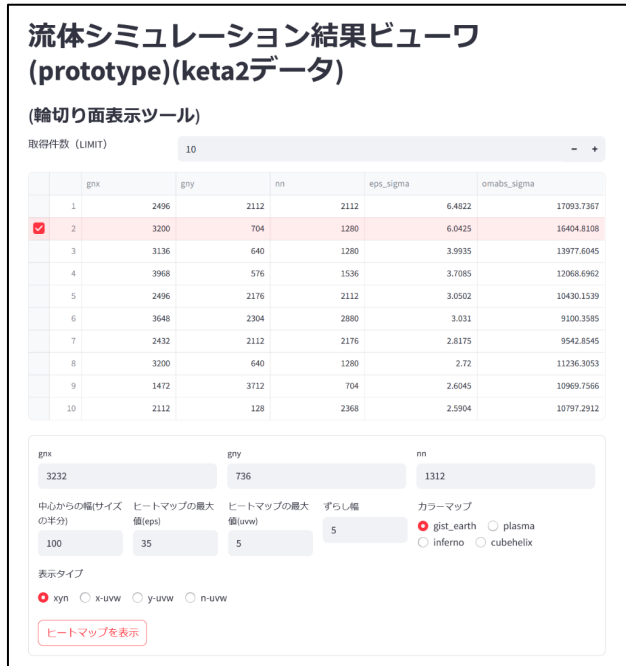 流体シミュレーション結果ビューワ
(prototype)(keta2データ)
(輪切り面表示ツール)
取得件数（LIMIT）
10 − +
gnx gny nn eps_sigma omabs_sigma
1 2496 2112 2112 6.4822 17093.7367
2 3200 704 1280 6.0425 16404.8108
3 3136 640 1280 3.9935 13977.6045
4 3968 576 1536 3.7085 12068.6962
5 2496 2176 2112 3.0502 10430.1539
6 3648 2304 2880 3.031 9100.3585
7 2432 2112 2176 2.8175 9542.8545
8 3200 640 1280 2.72 11236.3053
9 1472 3712 704 2.6045 10969.7566
10 2112 128 2368 2.5904 10797.2912
gnx gny nn
3232 736 1312
中心からの幅(サイズ ヒートマップの最大 ヒートマップの最大 ずらし幅 カラーマップ
の半分) 値(eps) 値(uvw)
100 35 5 5
gist_earth plasma
inferno cubehelix
表示タイプ
xyn x-uvw y-uvw n-uvw
ヒートマップを表示